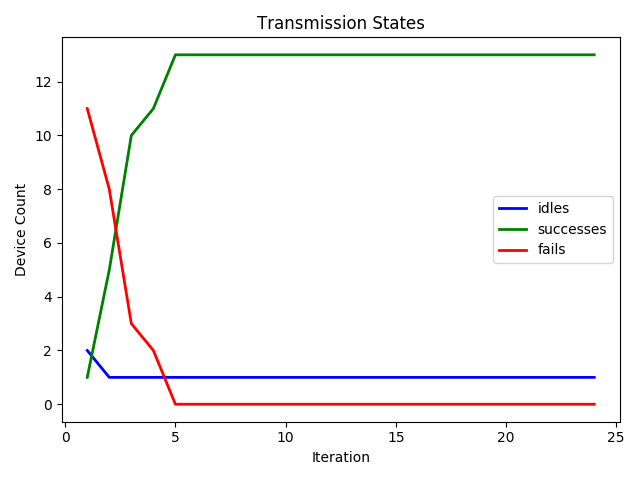 Transmission States
Device Count
12
10
8
6
4
2
0
idles
successes
fails
0 5 10 15 20 25
Iteration